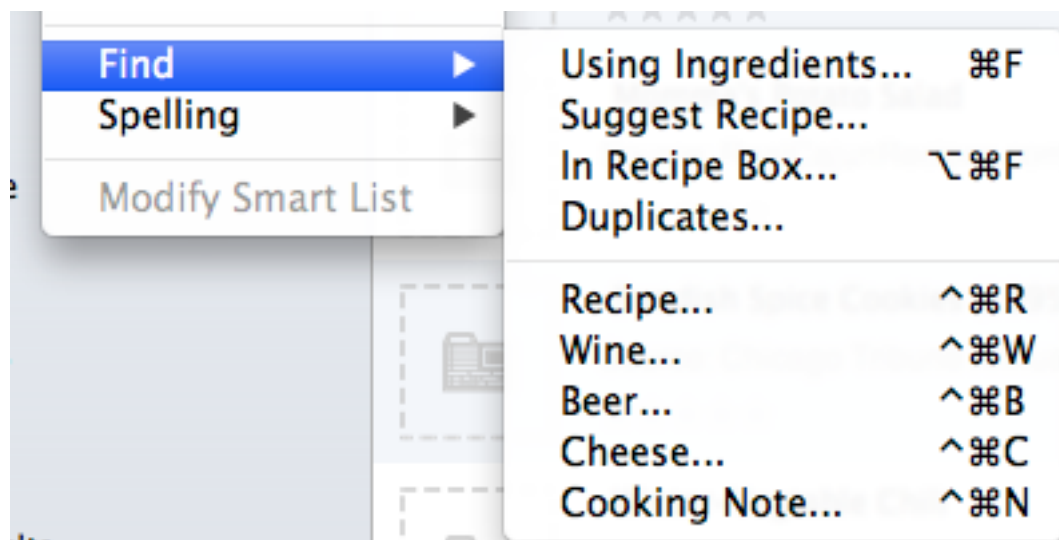 Find ▶
Spelling ▶
Modify Smart List
Using Ingredients... ⌘F
Suggest Recipe...
In Recipe Box... ⌥⌘F
Duplicates...
Recipe... ^⌘R
Wine... ^⌘W
Beer... ^⌘B
Cheese... ^⌘C
Cooking Note... ^⌘N